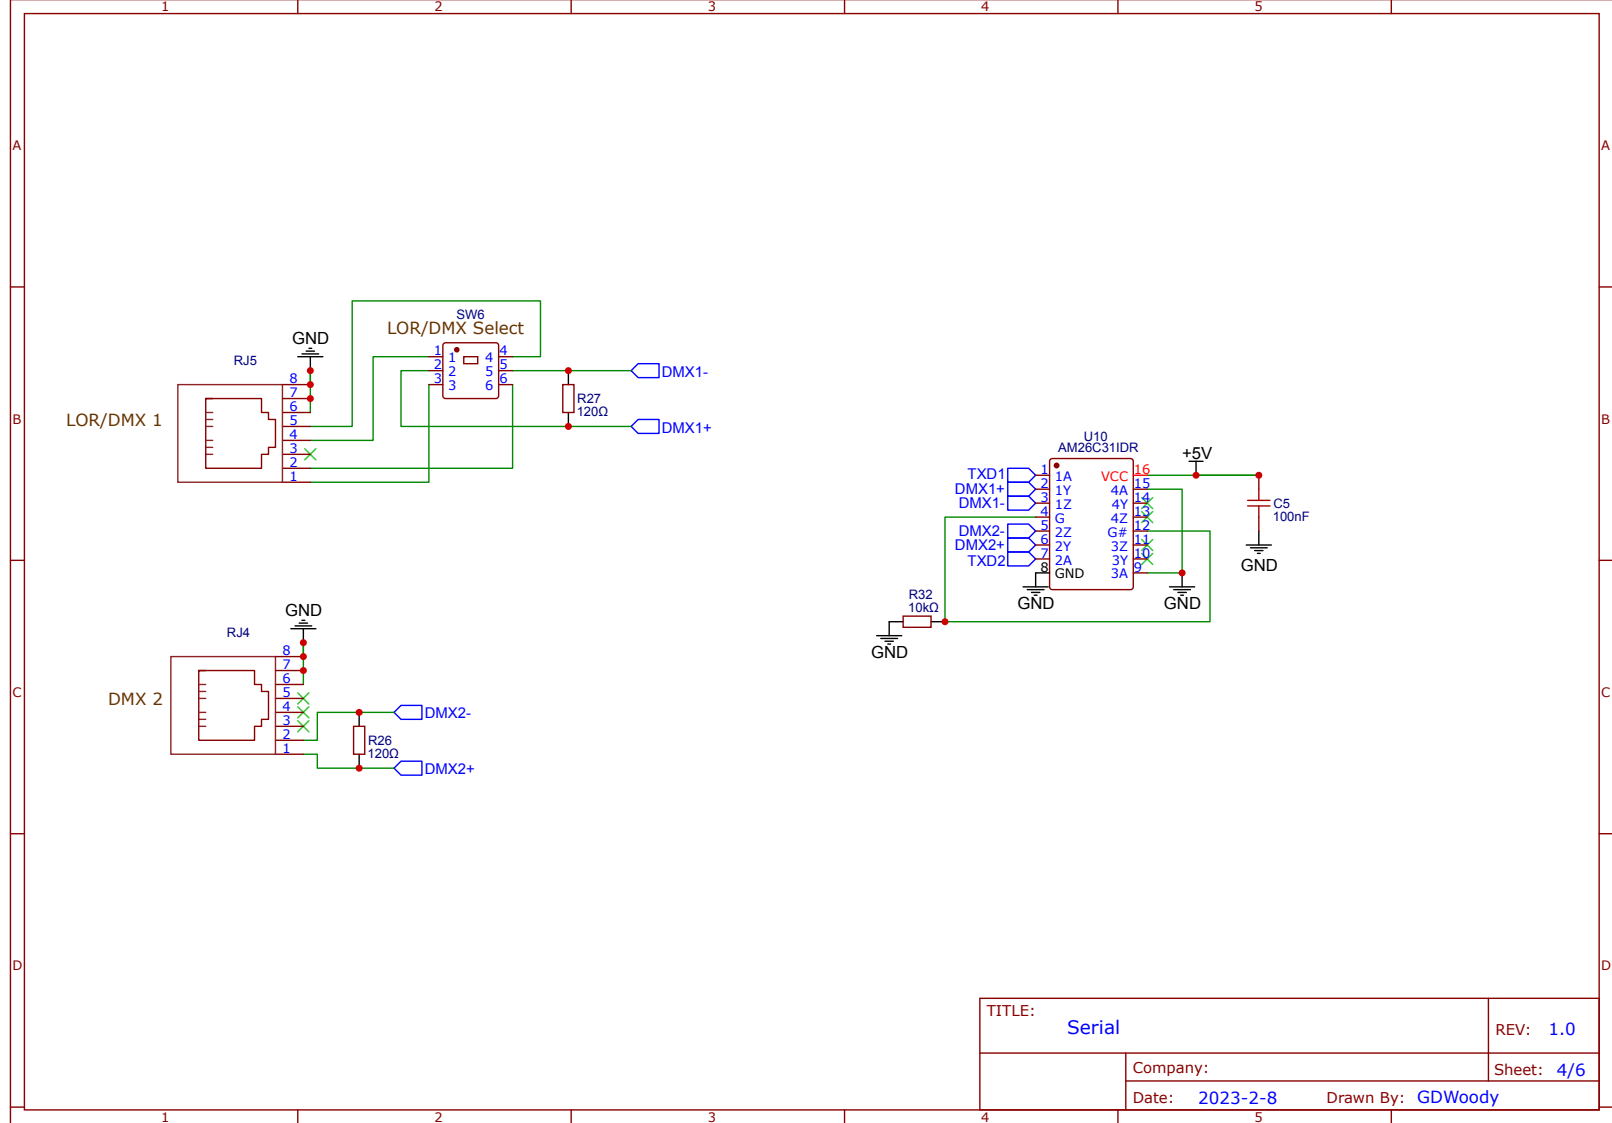 1 2 3 4 5
A A
B B
C C
D D
1 2 3 4 5
GND
RJ5
LOR/DMX 1
8
7
6
5
4
3
2
1
SW6
LOR/DMX Select
1 1 4 4
2 2 5 5
3 3 6 6
R27
120Ω
DMX1-
DMX1+
GND
RJ4
DMX 2
8
7
6
5
4
3
2
1
R26
120Ω
DMX2-
DMX2+
U10
AM26C31IDR
TXD1 1 1A VCC 16
DMX1+ 2 1Y 4A 15
DMX1- 3 1Z 4Y 14
4 G 4Z 13
DMX2- 5 2Z G# 12
DMX2+ 6 2Y 3Z 11
TXD2 7 2A 3Y 10
8 GND 3A 9
GND
GND
+5V
C5
100nF
GND
R32
10kΩ
GND
TITLE:
Serial
REV: 1.0
Company:
Sheet: 4/6
Date: 2023-2-8 Drawn By: GDWoody